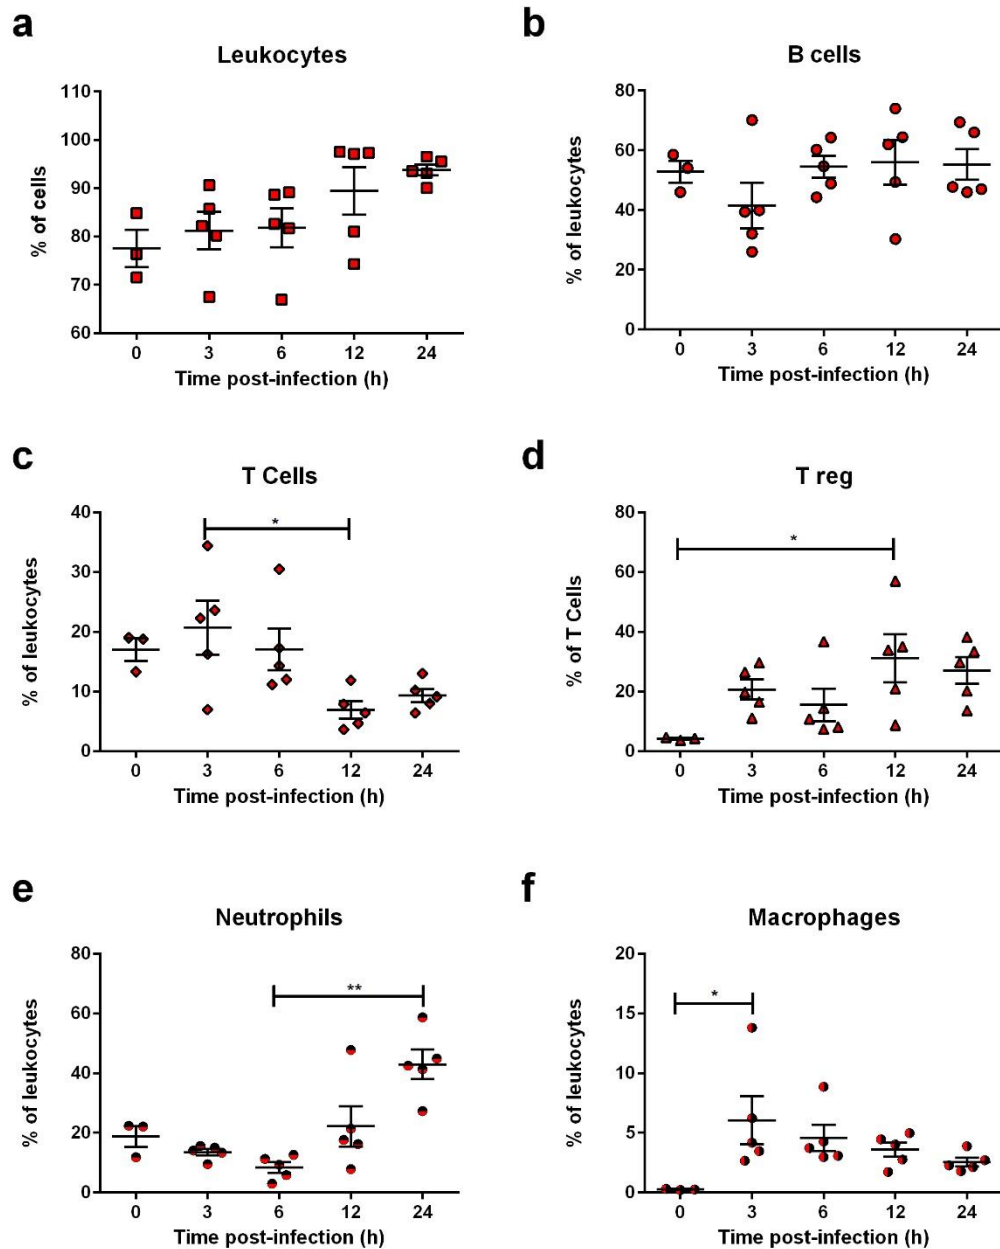 a
Leukocytes
% of cells
110
100
90
80
70
60
0 3 6 12 24
Time post-infection (h)
b
B cells
% of leukocytes
80
60
40
20
0
0 3 6 12 24
Time post-infection (h)
c
T Cells
% of leukocytes
40
30
20
10
0
*
0 3 6 12 24
Time post-infection (h)
d
T reg
% of T Cells
80
60
40
20
0
*
0 3 6 12 24
Time post-infection (h)
e
Neutrophils
% of leukocytes
80
60
40
20
0
**
0 3 6 12 24
Time post-infection (h)
f
Macrophages
% of leukocytes
20
15
10
5
0
*
0 3 6 12 24
Time post-infection (h)